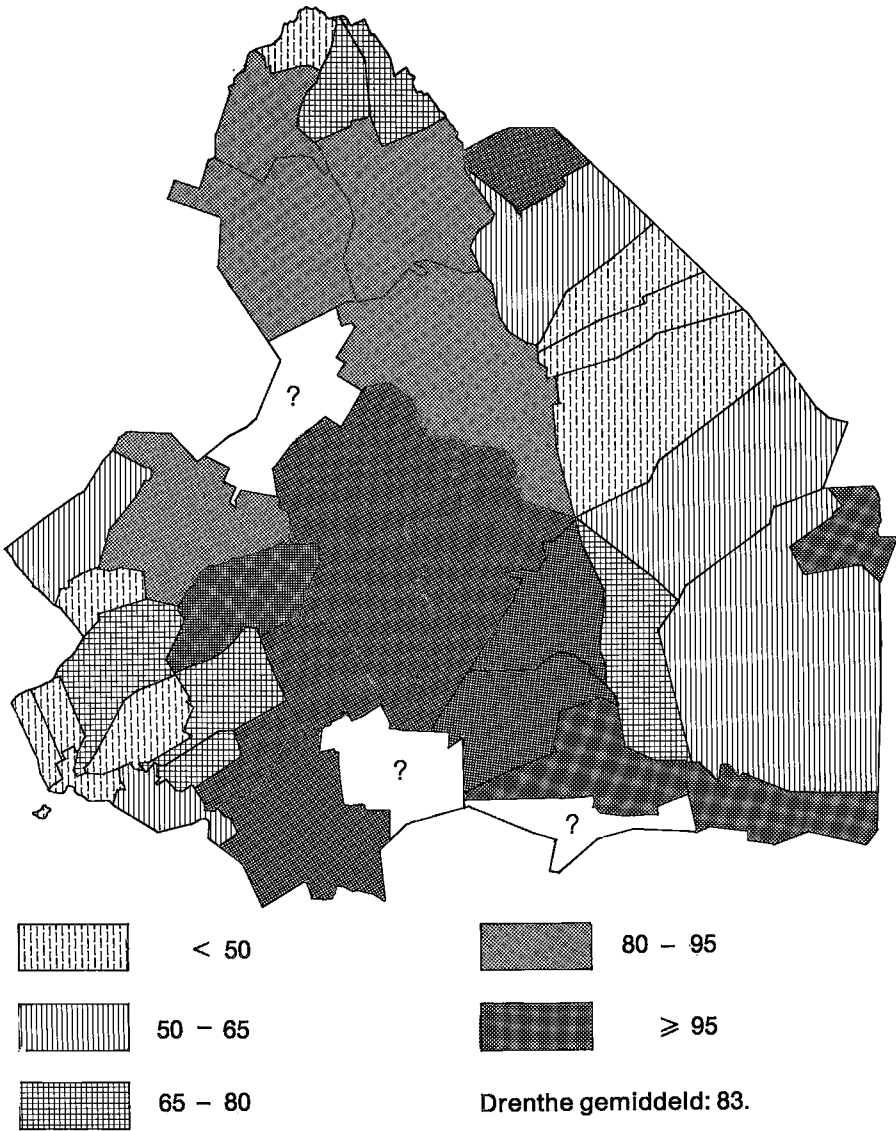 ?
?
?
< 50
50 – 65
65 – 80
80 – 95
⩾ 95
Drenthe gemiddeld: 83.